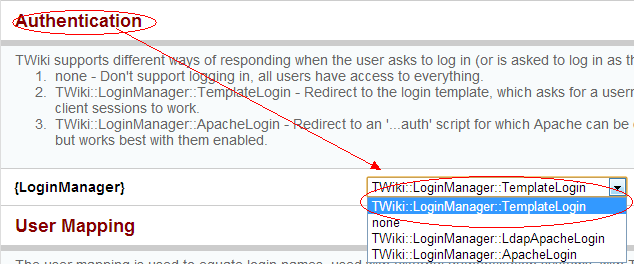 Authentication
TWiki supports different ways of responding when the user asks to log in (or is asked to log in as th
1. none - Don't support logging in, all users have access to everything.
2. TWiki::LoginManager::TemplateLogin - Redirect to the login template, which asks for a usern
client sessions to work.
3. TWiki::LoginManager::ApacheLogin - Redirect to an '...auth' script for which Apache can be c
but works best with them enabled.
{LoginManager}
TWiki::LoginManager::TemplateLogin
TWiki::LoginManager::TemplateLogin
none
TWiki::LoginManager::LdapApacheLogin
TWiki::LoginManager::ApacheLogin
User Mapping
The user mapping is used to equate login names, used